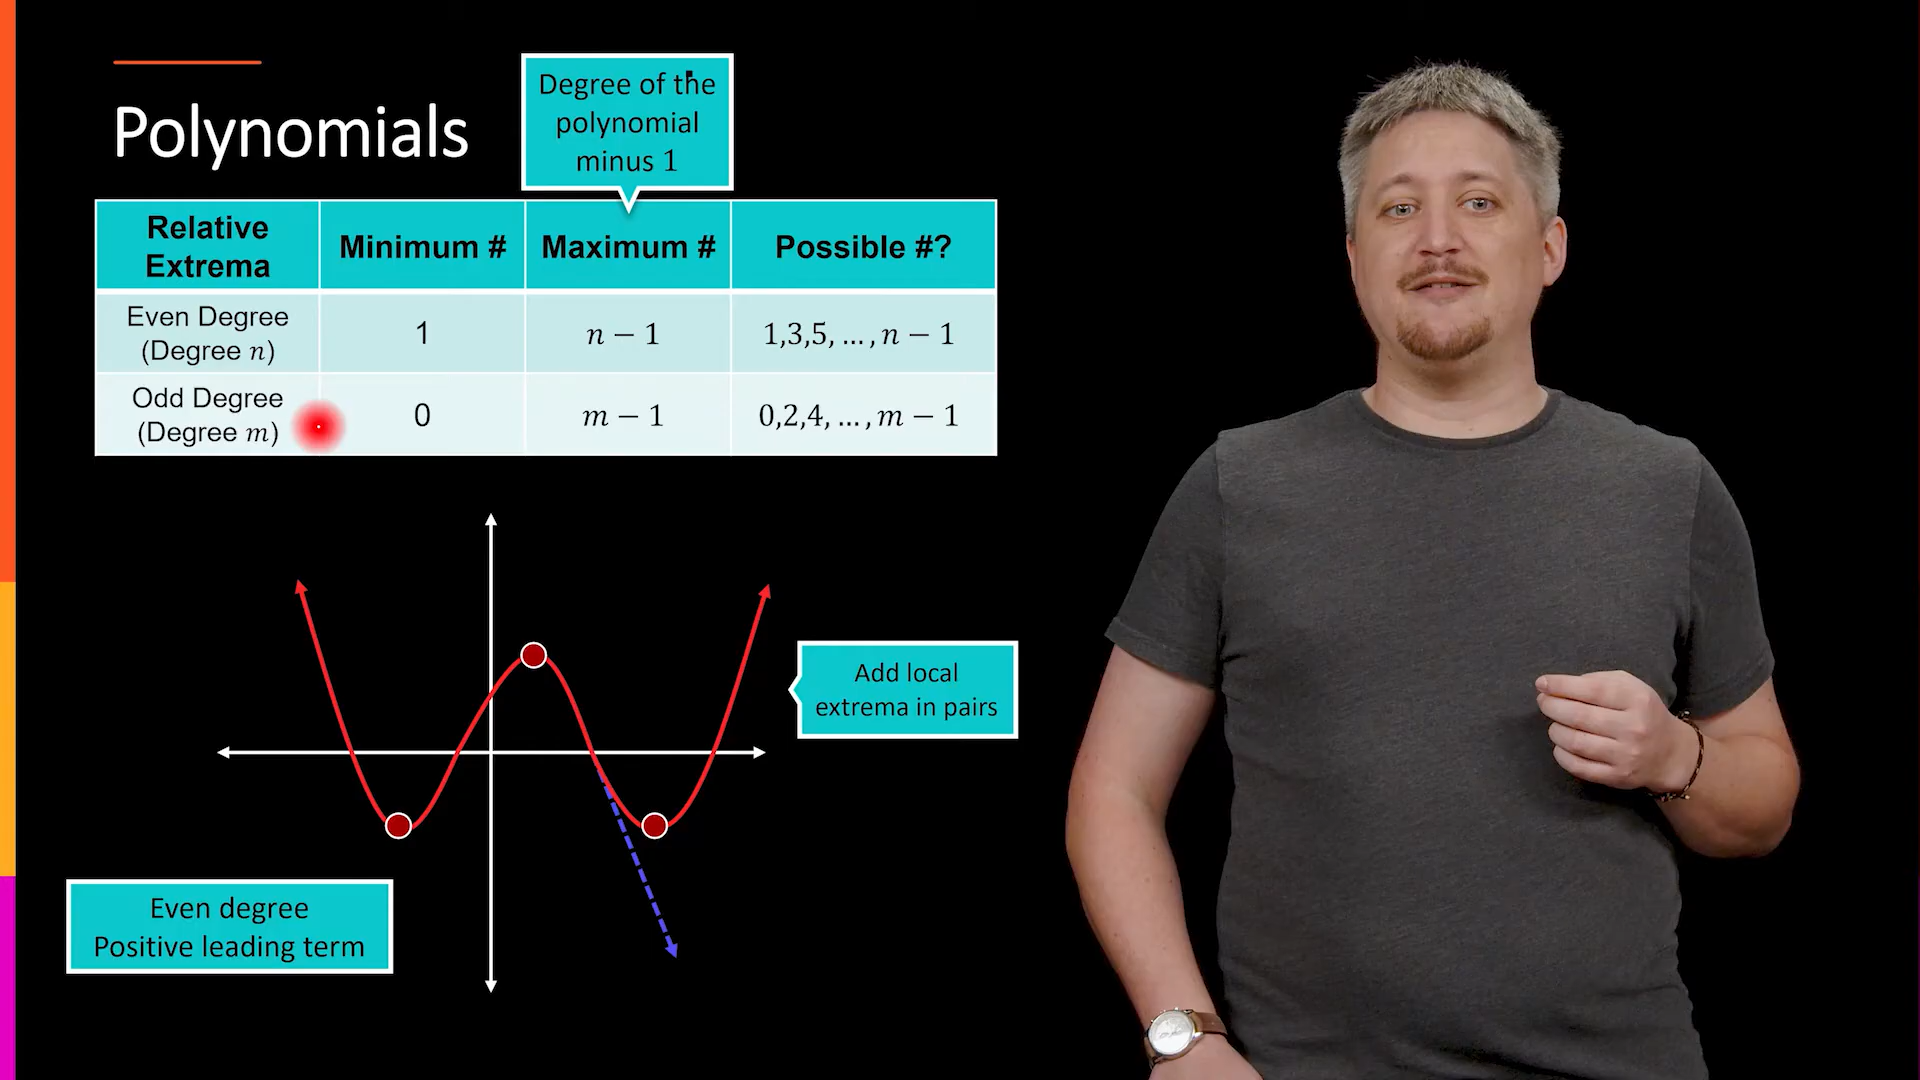 Polynomials
Degree of the
polynomial
minus 1
Relative
Extrema
Minimum #
Maximum #
Possible #?
Even Degree
(Degree n)
1
n − 1
1,3,5, … , n − 1
Odd Degree
(Degree m)
0
m − 1
0,2,4, … , m − 1
Add local
extrema in pairs
Even degree
Positive leading term